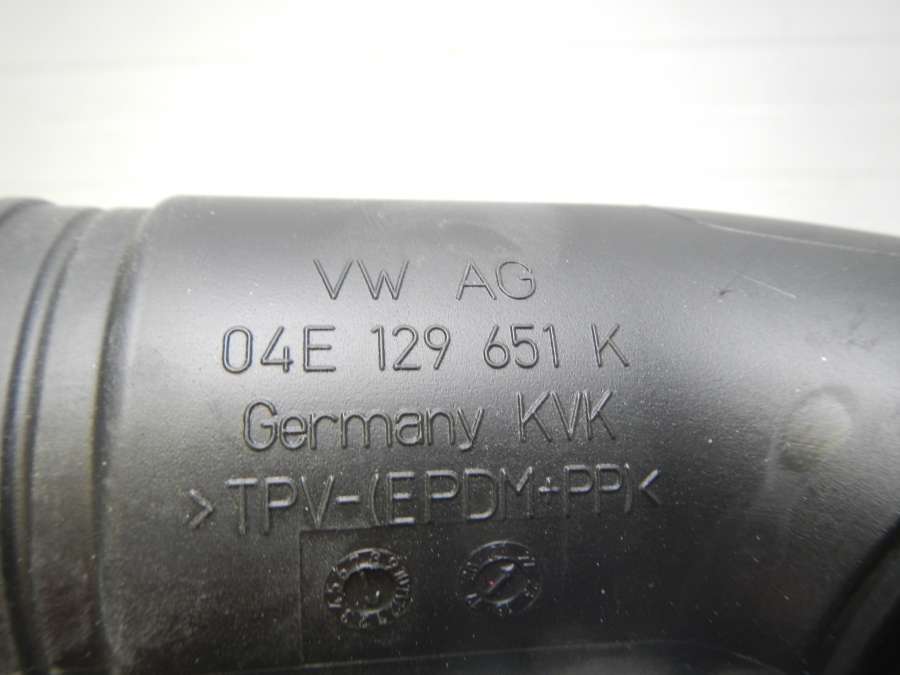 VW AG
04E 129 651 K
Germany KVK
>TPV-(EPDM+PP)<